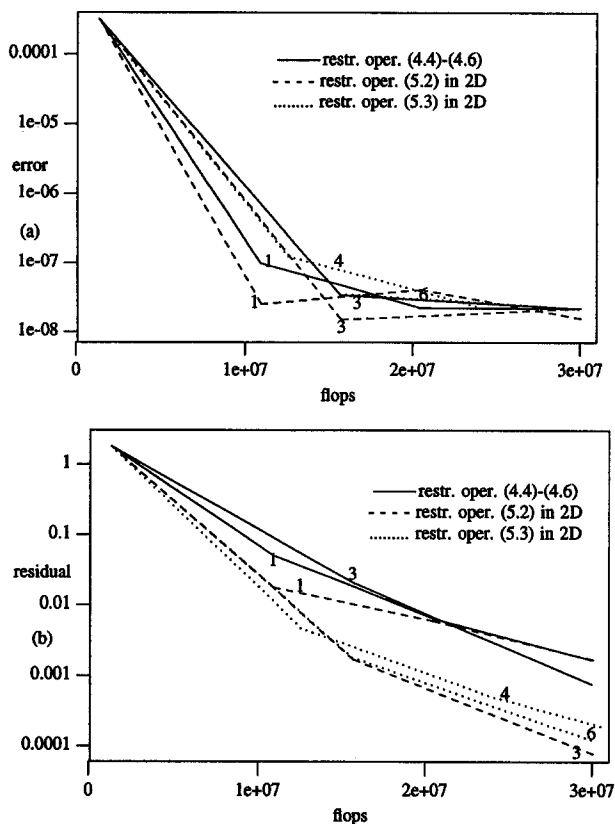 0.0001
restr. oper. (4.4)-(4.6)
restr. oper. (5.2) in 2D
restr. oper. (5.3) in 2D
1e-05
error
1e-06
(a)
1e-07
1
4
3
6
1
3
1e-08
0
1e+07
2e+07
3e+07
flops
1
restr. oper. (4.4)-(4.6)
restr. oper. (5.2) in 2D
restr. oper. (5.3) in 2D
0.1
residual
1
3
1
0.01
(b)
0.001
4
6
3
0.0001
0
1e+07
2e+07
3e+07
flops